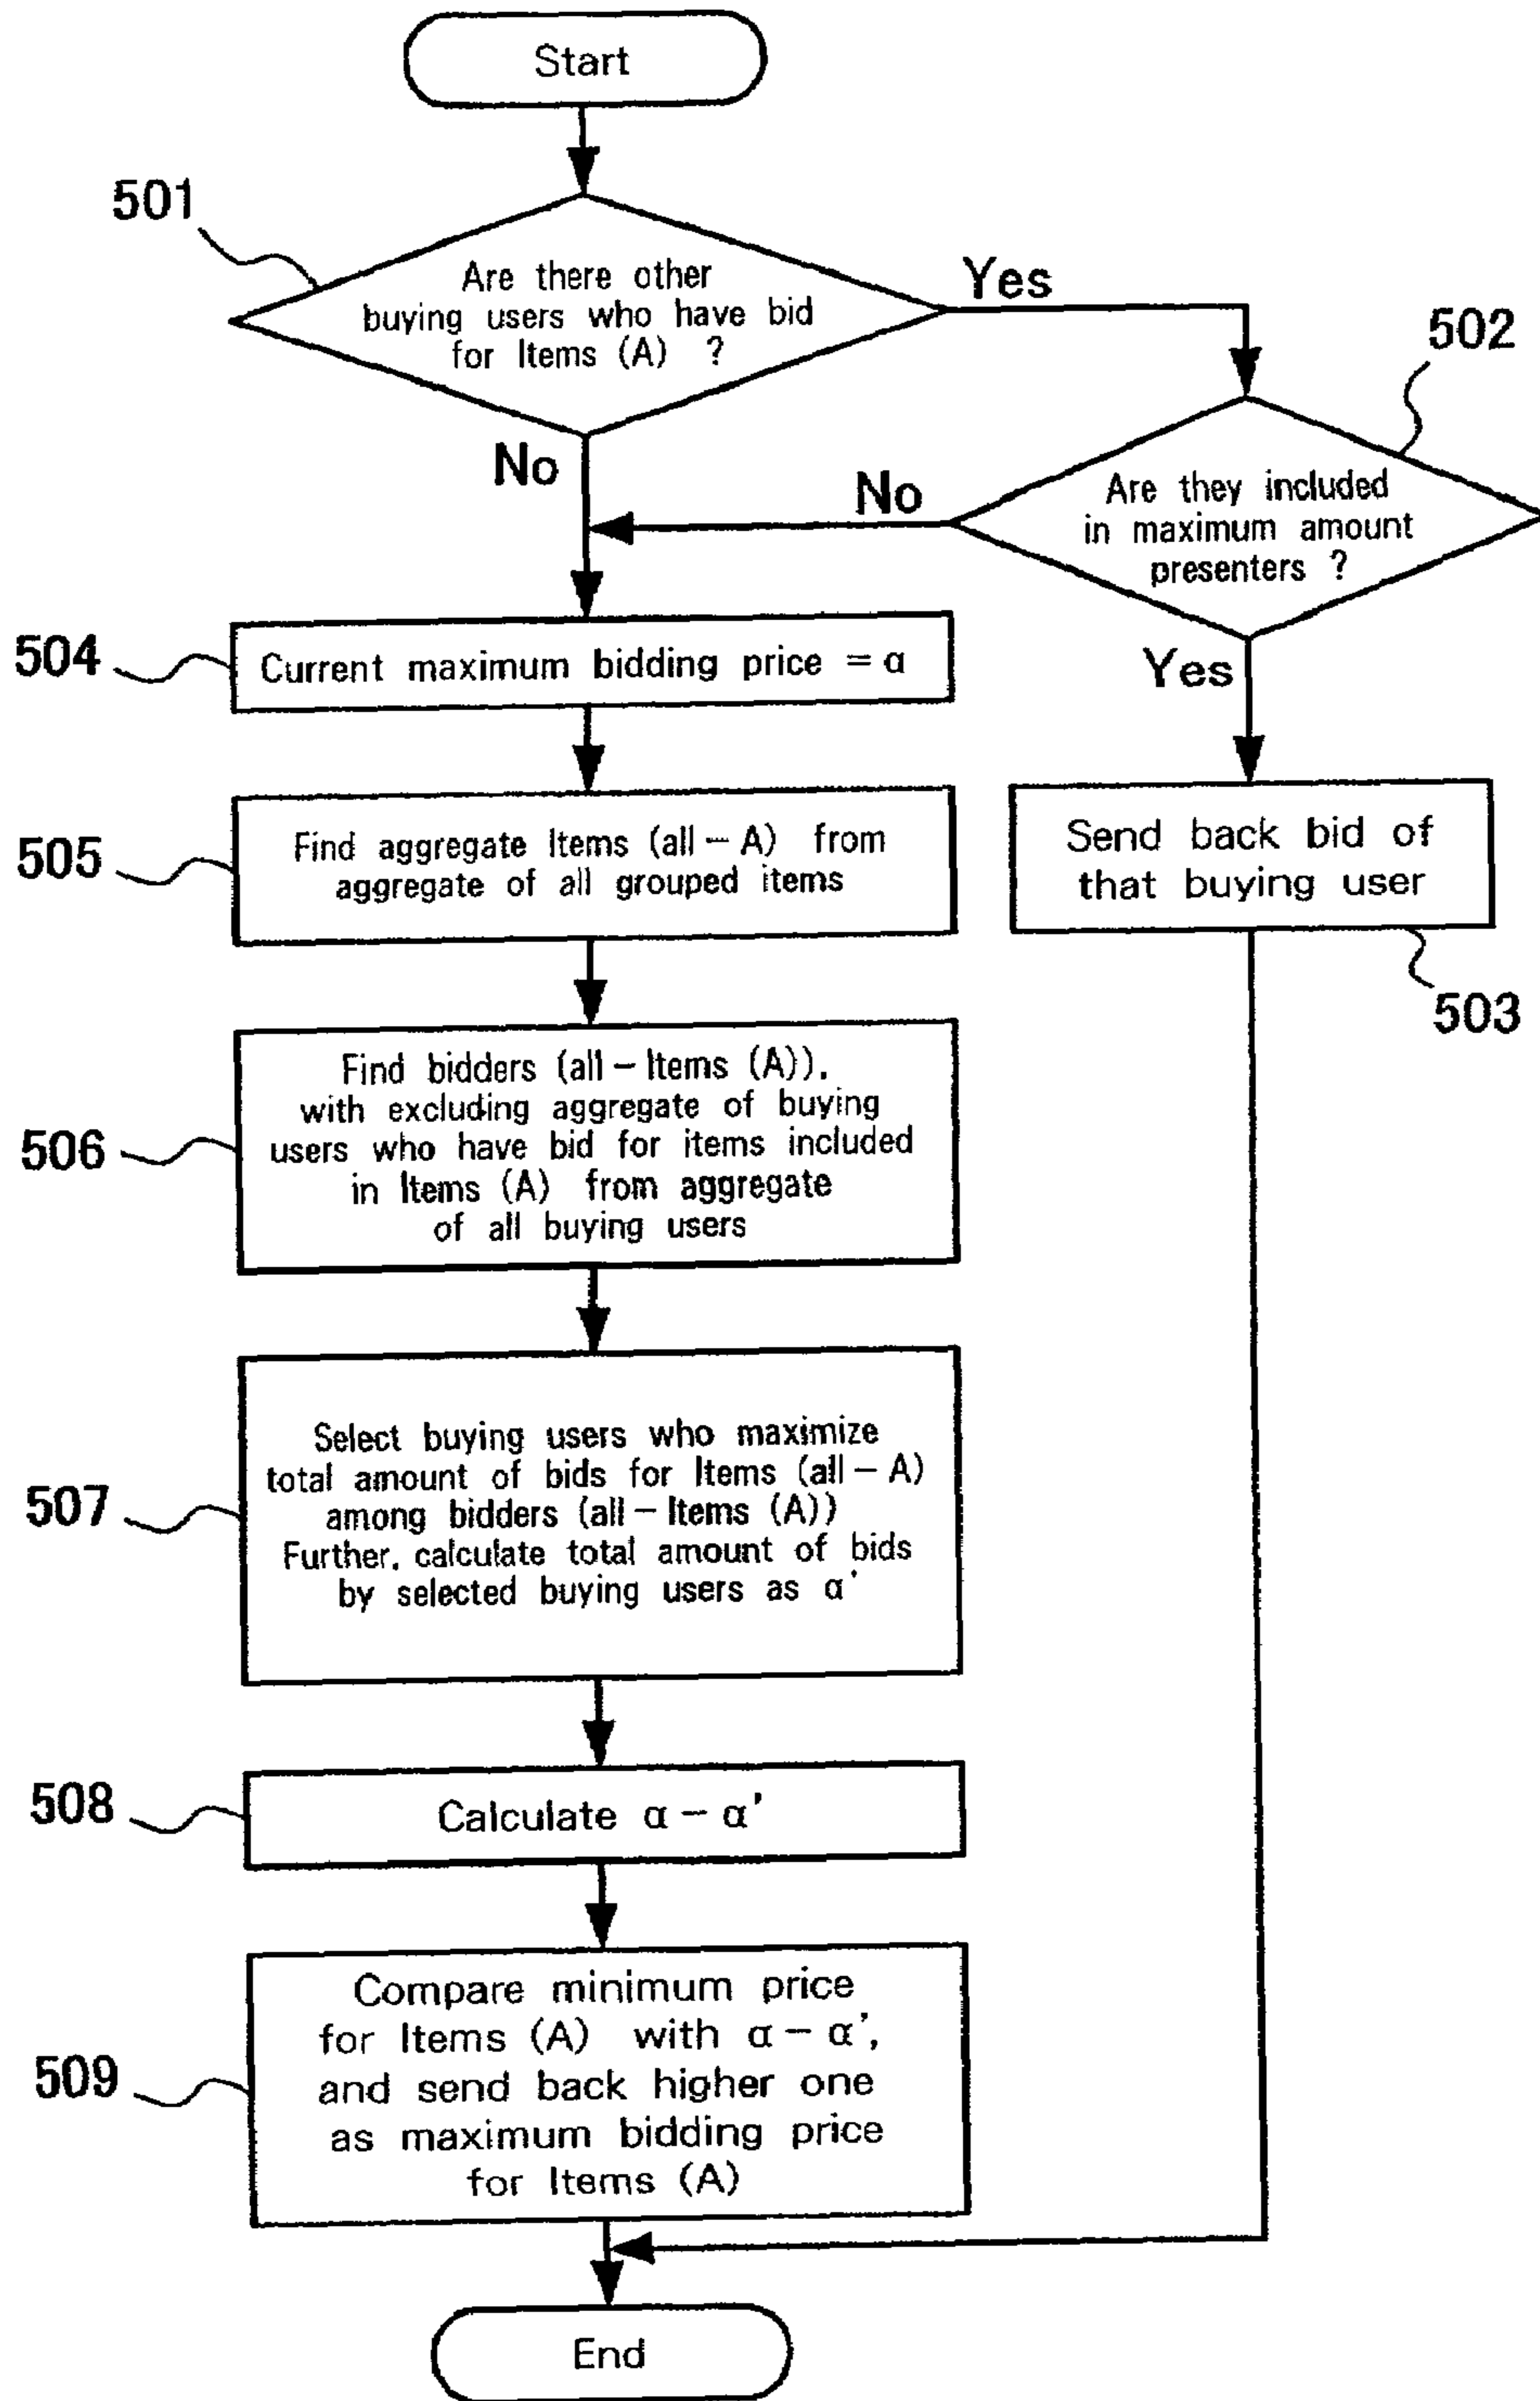 Start
501
Are there other
buying users who have bid
for Items (A) ?
Yes
No
502
Are they included
in maximum amount
presenters ?
No
Yes
504
Current maximum bidding price = α
505
Find aggregate Items (all – A) from
aggregate of all grouped items
Send back bid of
that buying user
503
506
Find bidders (all – Items (A)),
with excluding aggregate of buying
users who have bid for items included
in Items (A) from aggregate
of all buying users
507
Select buying users who maximize
total amount of bids for Items (all – A)
among bidders (all – Items (A))
Further, calculate total amount of bids
by selected buying users as α'
508
Calculate α – α'
509
Compare minimum price
for Items (A) with α – α',
and send back higher one
as maximum bidding price
for Items (A)
End